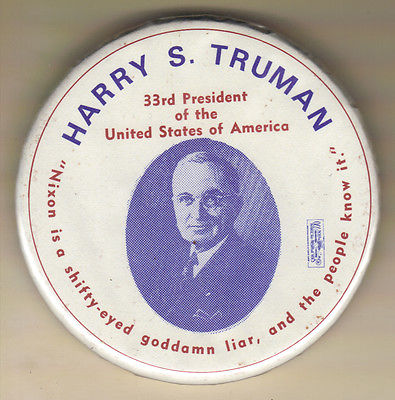 HARRY S. TRUMAN
33rd President
of the
United States of America
"Nixon is a shifty-eyed goddamn liar, and the people know it."